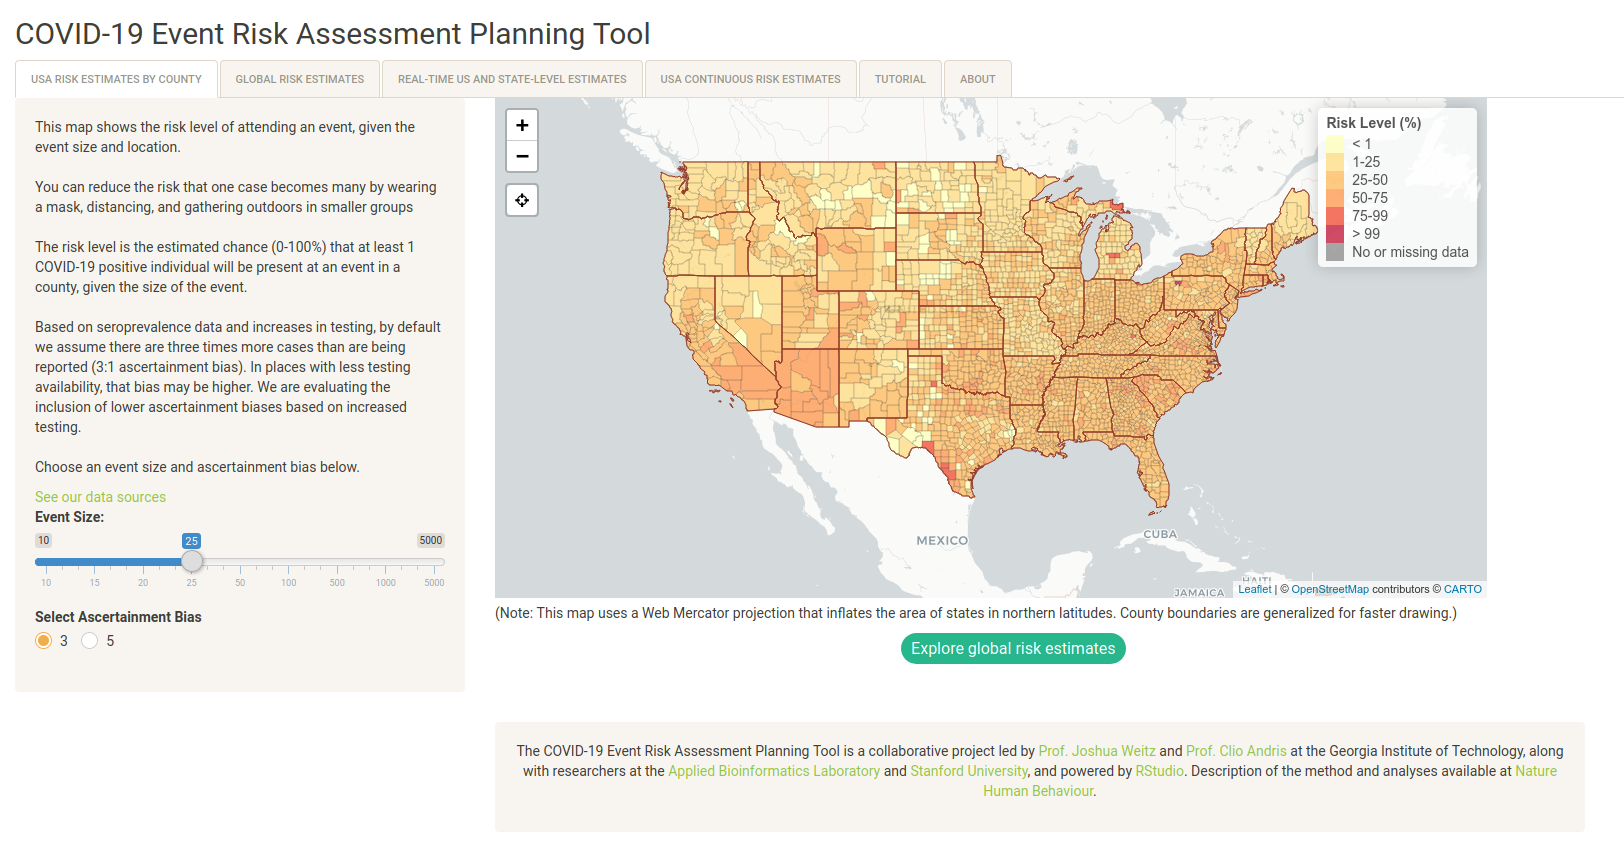 COVID-19 Event Risk Assessment Planning Tool
USA RISK ESTIMATES BY COUNTY
GLOBAL RISK ESTIMATES
REAL-TIME US AND STATE-LEVEL ESTIMATES
USA CONTINUOUS RISK ESTIMATES
TUTORIAL
ABOUT
This map shows the risk level of attending an event, given the
event size and location.
You can reduce the risk that one case becomes many by wearing
a mask, distancing, and gathering outdoors in smaller groups
The risk level is the estimated chance (0-100%) that at least 1
COVID-19 positive individual will be present at an event in a
county, given the size of the event.
Based on seroprevalence data and increases in testing, by default
we assume there are three times more cases than are being
reported (3:1 ascertainment bias). In places with less testing
availability, that bias may be higher. We are evaluating the
inclusion of lower ascertainment biases based on increased
testing.
Choose an event size and ascertainment bias below.
See our data sources
Event Size:
10 25 5000
10 15 20 25 50 100 500 1000 5000
Select Ascertainment Bias
3 5
+
−
Risk Level (%)
< 1
1-25
25-50
50-75
75-99
> 99
No or missing data
MEXICO
CUBA
HAITI
JAMAICA
Leaflet | © OpenStreetMap contributors © CARTO
(Note: This map uses a Web Mercator projection that inflates the area of states in northern latitudes. County boundaries are generalized for faster drawing.)
Explore global risk estimates
The COVID-19 Event Risk Assessment Planning Tool is a collaborative project led by Prof. Joshua Weitz and Prof. Clio Andris at the Georgia Institute of Technology, along
with researchers at the Applied Bioinformatics Laboratory and Stanford University, and powered by RStudio. Description of the method and analyses available at Nature
Human Behaviour.